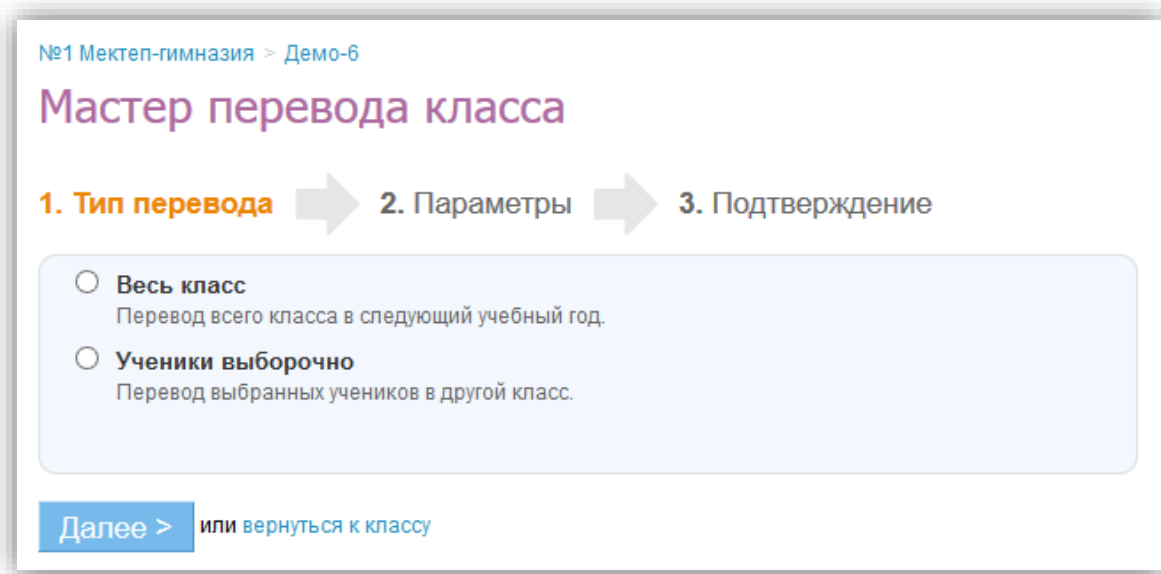 №1 Мектеп-гимназия > Демо-6
Мастер перевода класса
1. Тип перевода 2. Параметры 3. Подтверждение
Весь класс
Перевод всего класса в следующий учебный год.
Ученики выборочно
Перевод выбранных учеников в другой класс.
Далее > или вернуться к классу